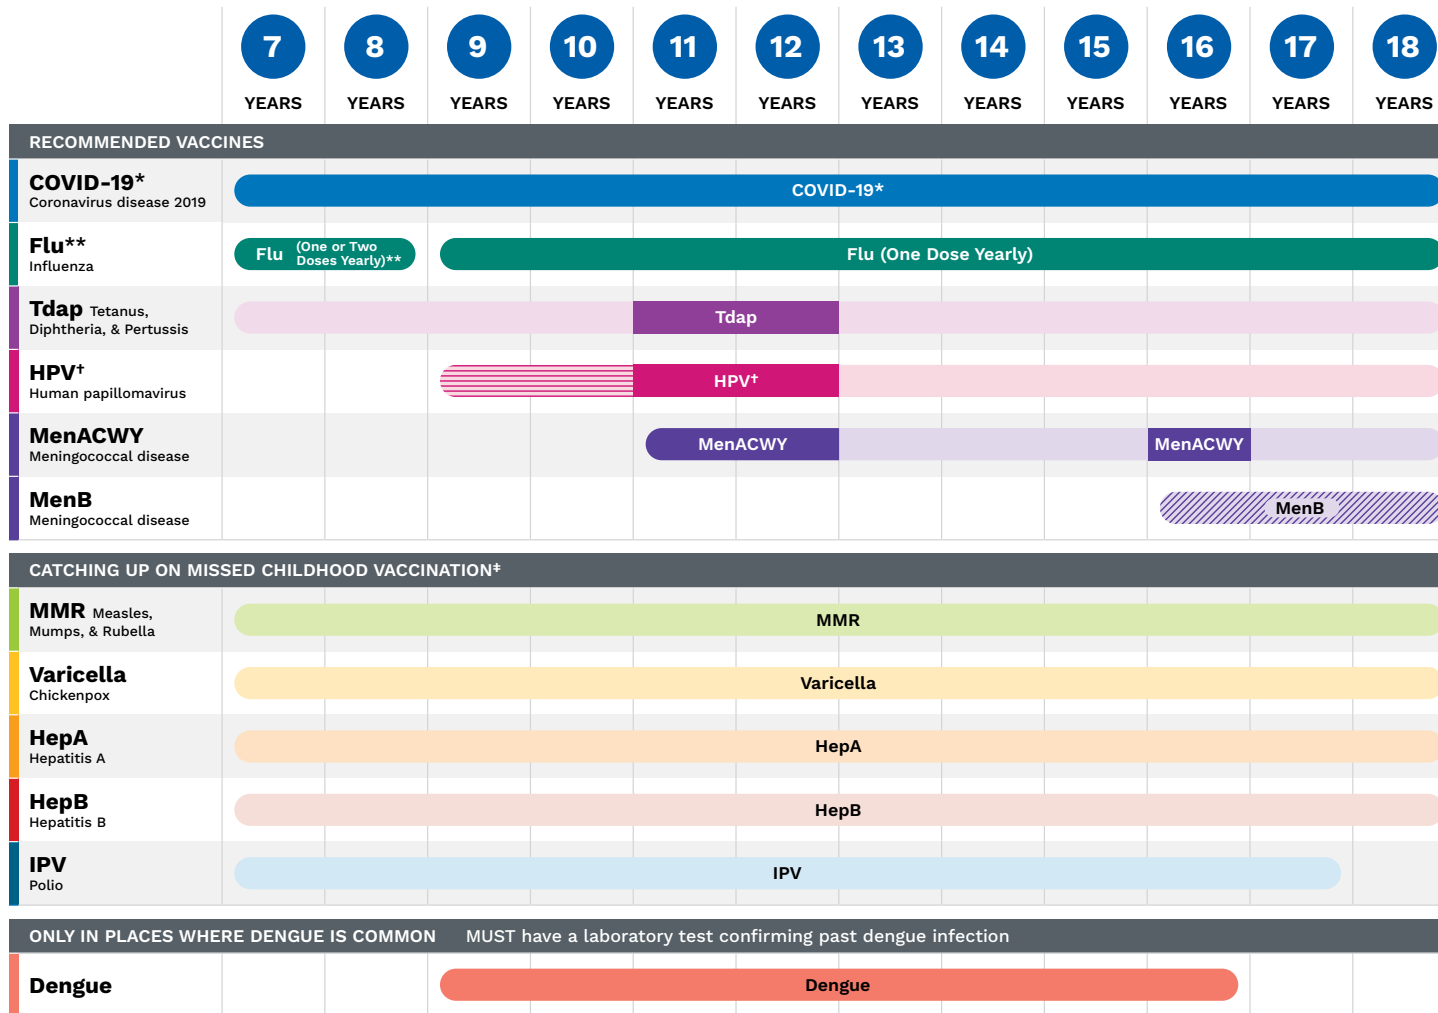 7 8 9 10 11 12 13 14 15 16 17 18
YEARS YEARS YEARS YEARS YEARS YEARS YEARS YEARS YEARS YEARS YEARS YEARS
RECOMMENDED VACCINES
COVID-19*
Coronavirus disease 2019
COVID-19*
Flu**
Influenza
Flu (One or Two
Doses Yearly)**
Flu (One Dose Yearly)
Tdap Tetanus,
Diphtheria, & Pertussis
Tdap
HPV†
Human papillomavirus
HPV†
MenACWY
Meningococcal disease
MenACWY
MenACWY
MenB
Meningococcal disease
MenB
CATCHING UP ON MISSED CHILDHOOD VACCINATION‡
MMR Measles,
Mumps, & Rubella
MMR
Varicella
Chickenpox
Varicella
HepA
Hepatitis A
HepA
HepB
Hepatitis B
HepB
IPV
Polio
IPV
ONLY IN PLACES WHERE DENGUE IS COMMON MUST have a laboratory test confirming past dengue infection
Dengue
Dengue